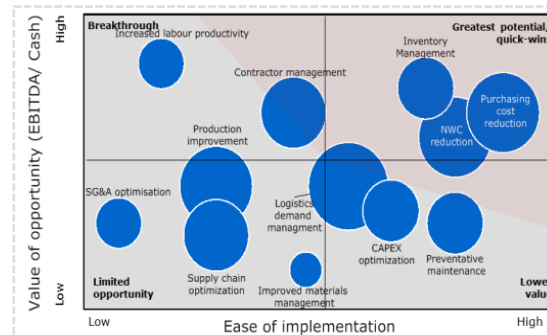 Breakthrough
Greatest potential,
quick-win
Increased labour productivity
Inventory
Management
Contractor management
Purchasing
cost
reduction
NWC
reduction
Production
improvement
SG&A optimisation
Logistics
demand
managment
CAPEX
optimization
Preventative
maintenance
Supply chain
optimization
Improved materials
management
Limited
opportunity
Lowe
value
Value of opportunity (EBITDA/ Cash)
High
Low
Low
High
Ease of implementation